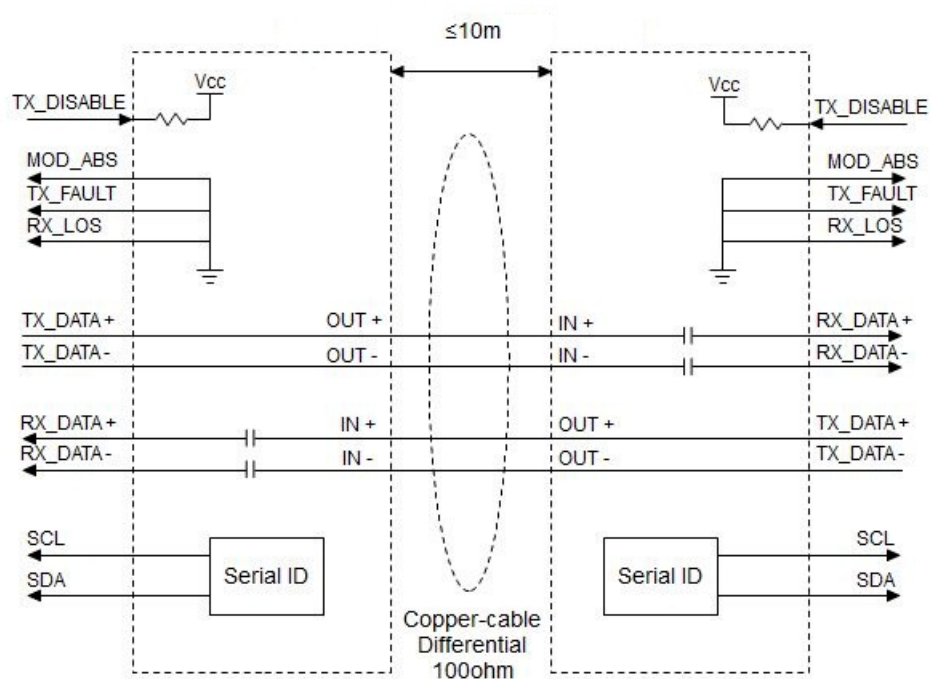 ≤10m
Vcc
Vcc
TX_DISABLE
TX_DISABLE
MOD_ABS
MOD_ABS
TX_FAULT
TX_FAULT
RX_LOS
RX_LOS
TX_DATA+ OUT + IN + RX_DATA+
TX_DATA- OUT - IN - RX_DATA-
RX_DATA+ IN + OUT + TX_DATA+
RX_DATA- IN - OUT - TX_DATA-
SCL
SCL
Serial ID
Serial ID
SDA
SDA
Copper-cable
Differential
100ohm